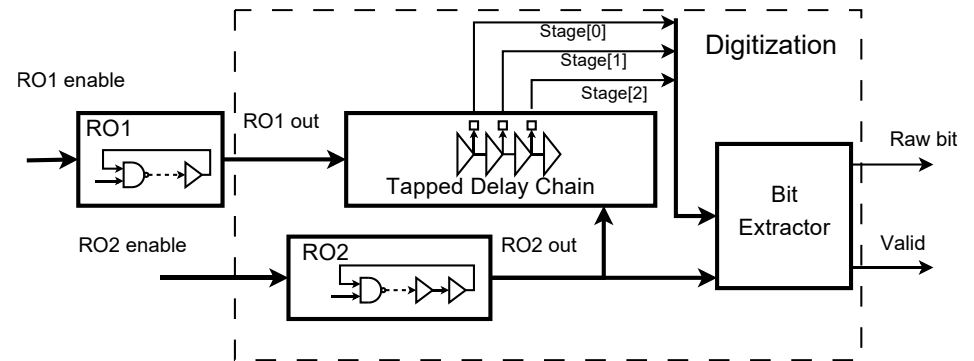 Stage[0]
Digitization
Stage[1]
Stage[2]
RO1 enable
RO1
RO1 out
Tapped Delay Chain
Raw bit
Bit
Extractor
RO2 enable
RO2
RO2 out
Valid